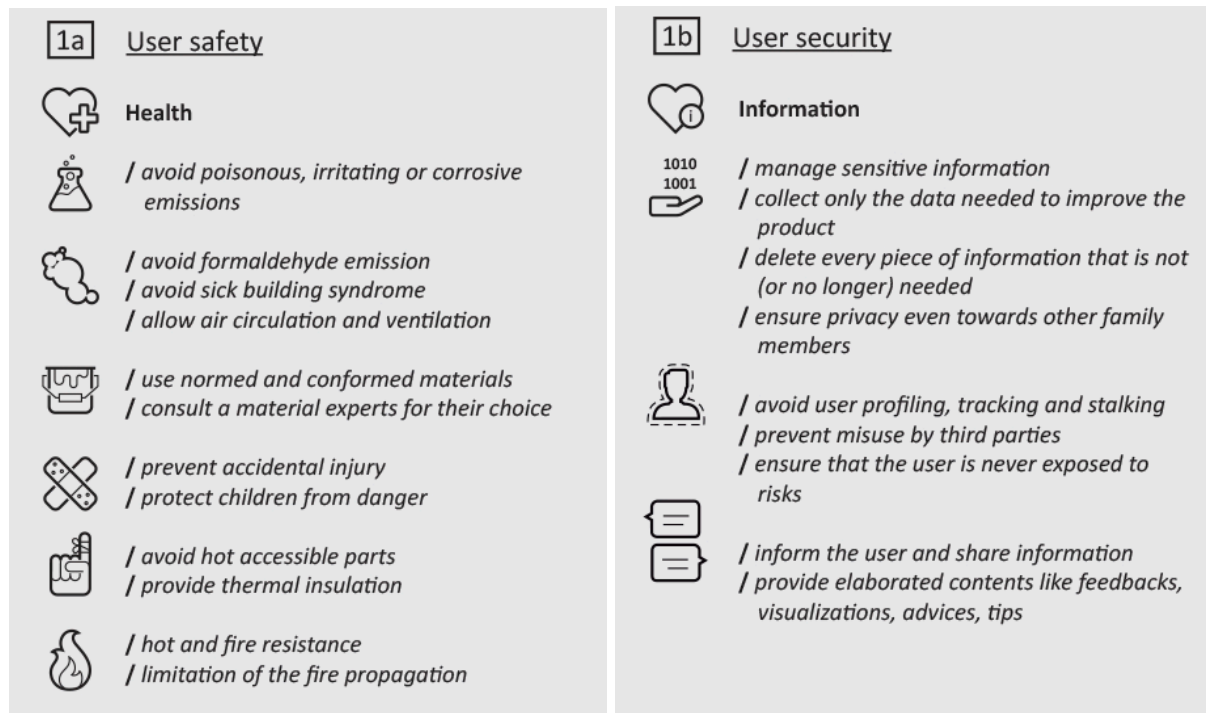 1a User safety
Health
/ avoid poisonous, irritating or corrosive
emissions
/ avoid formaldehyde emission
/ avoid sick building syndrome
/ allow air circulation and ventilation
/ use normed and conformed materials
/ consult a material experts for their choice
/ prevent accidental injury
/ protect children from danger
/ avoid hot accessible parts
/ provide thermal insulation
/ hot and fire resistance
/ limitation of the fire propagation
1b User security
i
Information
1010
1001
/ manage sensitive information
/ collect only the data needed to improve the
product
/ delete every piece of information that is not
(or no longer) needed
/ ensure privacy even towards other family
members
/ avoid user profiling, tracking and stalking
/ prevent misuse by third parties
/ ensure that the user is never exposed to
risks
/ inform the user and share information
/ provide elaborated contents like feedbacks,
visualizations, advices, tips